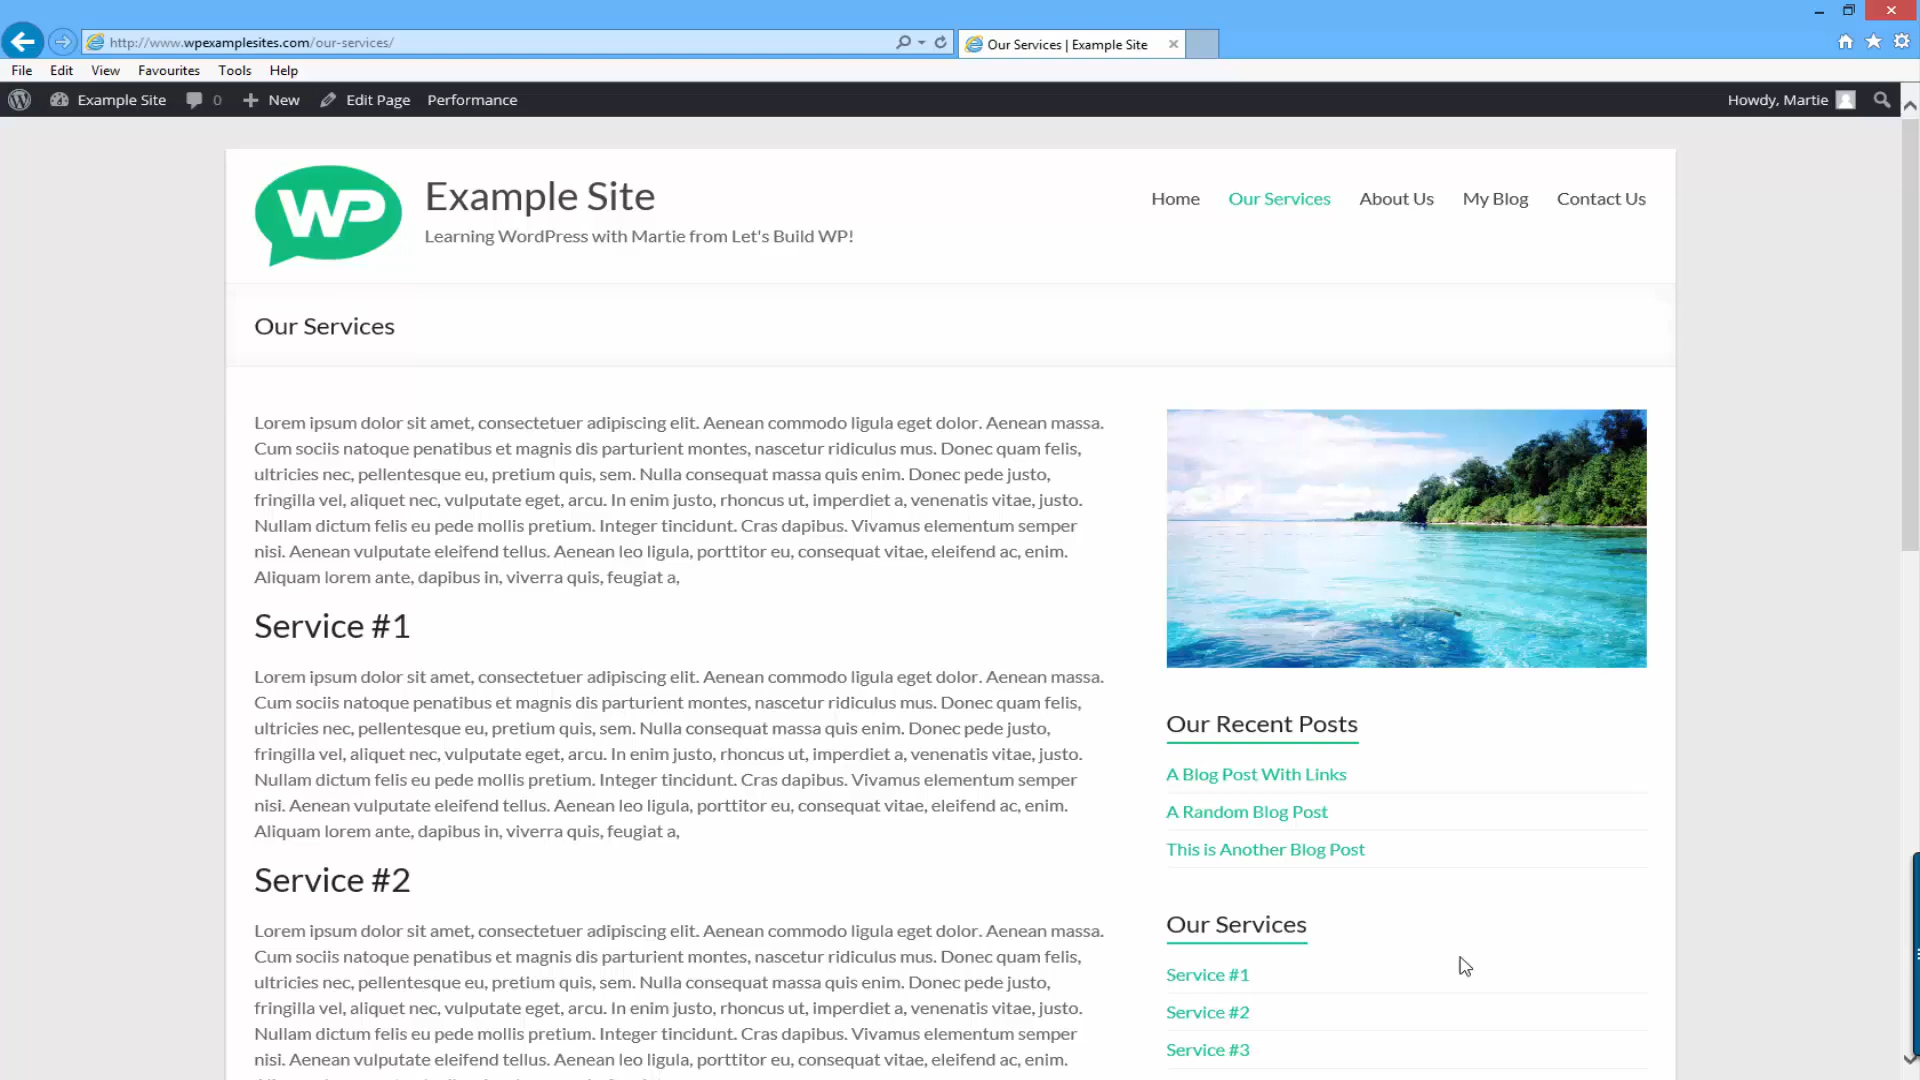 http://www.wpexamplesites.com/our-services/
Our Services | Example Site
File Edit View Favourites Tools Help
Example Site 0 New Edit Page Performance
Howdy, Martie
WP
Example Site
Learning WordPress with Martie from Let's Build WP!
Home Our Services About Us My Blog Contact Us
Our Services
Lorem ipsum dolor sit amet, consectetuer adipiscing elit. Aenean commodo ligula eget dolor. Aenean massa.
Cum sociis natoque penatibus et magnis dis parturient montes, nascetur ridiculus mus. Donec quam felis,
ultricies nec, pellentesque eu, pretium quis, sem. Nulla consequat massa quis enim. Donec pede justo,
fringilla vel, aliquet nec, vulputate eget, arcu. In enim justo, rhoncus ut, imperdiet a, venenatis vitae, justo.
Nullam dictum felis eu pede mollis pretium. Integer tincidunt. Cras dapibus. Vivamus elementum semper
nisi. Aenean vulputate eleifend tellus. Aenean leo ligula, porttitor eu, consequat vitae, eleifend ac, enim.
Aliquam lorem ante, dapibus in, viverra quis, feugiat a,
Service #1
Lorem ipsum dolor sit amet, consectetuer adipiscing elit. Aenean commodo ligula eget dolor. Aenean massa.
Cum sociis natoque penatibus et magnis dis parturient montes, nascetur ridiculus mus. Donec quam felis,
ultricies nec, pellentesque eu, pretium quis, sem. Nulla consequat massa quis enim. Donec pede justo,
fringilla vel, aliquet nec, vulputate eget, arcu. In enim justo, rhoncus ut, imperdiet a, venenatis vitae, justo.
Nullam dictum felis eu pede mollis pretium. Integer tincidunt. Cras dapibus. Vivamus elementum semper
nisi. Aenean vulputate eleifend tellus. Aenean leo ligula, porttitor eu, consequat vitae, eleifend ac, enim.
Aliquam lorem ante, dapibus in, viverra quis, feugiat a,
Service #2
Lorem ipsum dolor sit amet, consectetuer adipiscing elit. Aenean commodo ligula eget dolor. Aenean massa.
Cum sociis natoque penatibus et magnis dis parturient montes, nascetur ridiculus mus. Donec quam felis,
ultricies nec, pellentesque eu, pretium quis, sem. Nulla consequat massa quis enim. Donec pede justo,
fringilla vel, aliquet nec, vulputate eget, arcu. In enim justo, rhoncus ut, imperdiet a, venenatis vitae, justo.
Nullam dictum felis eu pede mollis pretium. Integer tincidunt. Cras dapibus. Vivamus elementum semper
nisi. Aenean vulputate eleifend tellus. Aenean leo ligula, porttitor eu, consequat vitae, eleifend ac, enim.
Our Recent Posts
A Blog Post With Links
A Random Blog Post
This is Another Blog Post
Our Services
Service #1
Service #2
Service #3